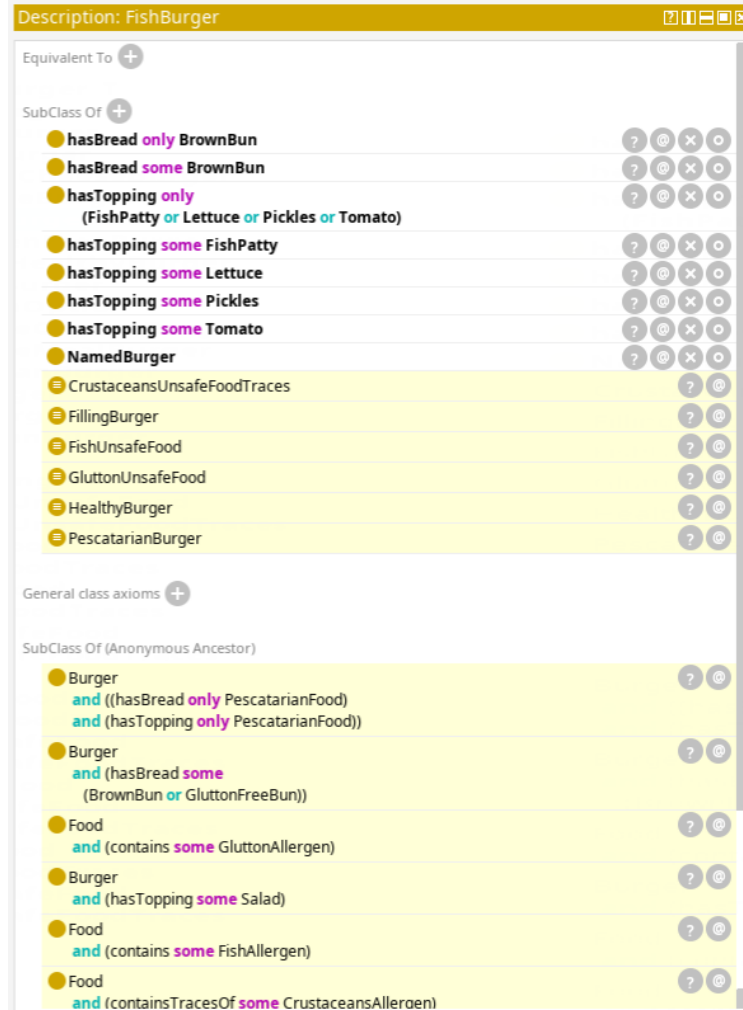 Description: FishBurger
Equivalent To
SubClass Of
hasBread only BrownBun
hasBread some BrownBun
hasTopping only
(FishPatty or Lettuce or Pickles or Tomato)
hasTopping some FishPatty
hasTopping some Lettuce
hasTopping some Pickles
hasTopping some Tomato
NamedBurger
CrustaceansUnsafeFoodTraces
FillingBurger
FishUnsafeFood
GluttonUnsafeFood
HealthyBurger
PescatarianBurger
General class axioms
SubClass Of (Anonymous Ancestor)
Burger
and ((hasBread only PescatarianFood)
and (hasTopping only PescatarianFood))
Burger
and (hasBread some
(BrownBun or GluttonFreeBun))
Food
and (contains some GluttonAllergen)
Burger
and (hasTopping some Salad)
Food
and (contains some FishAllergen)
Food
and (containsTracesOf some CrustaceansAllergen)